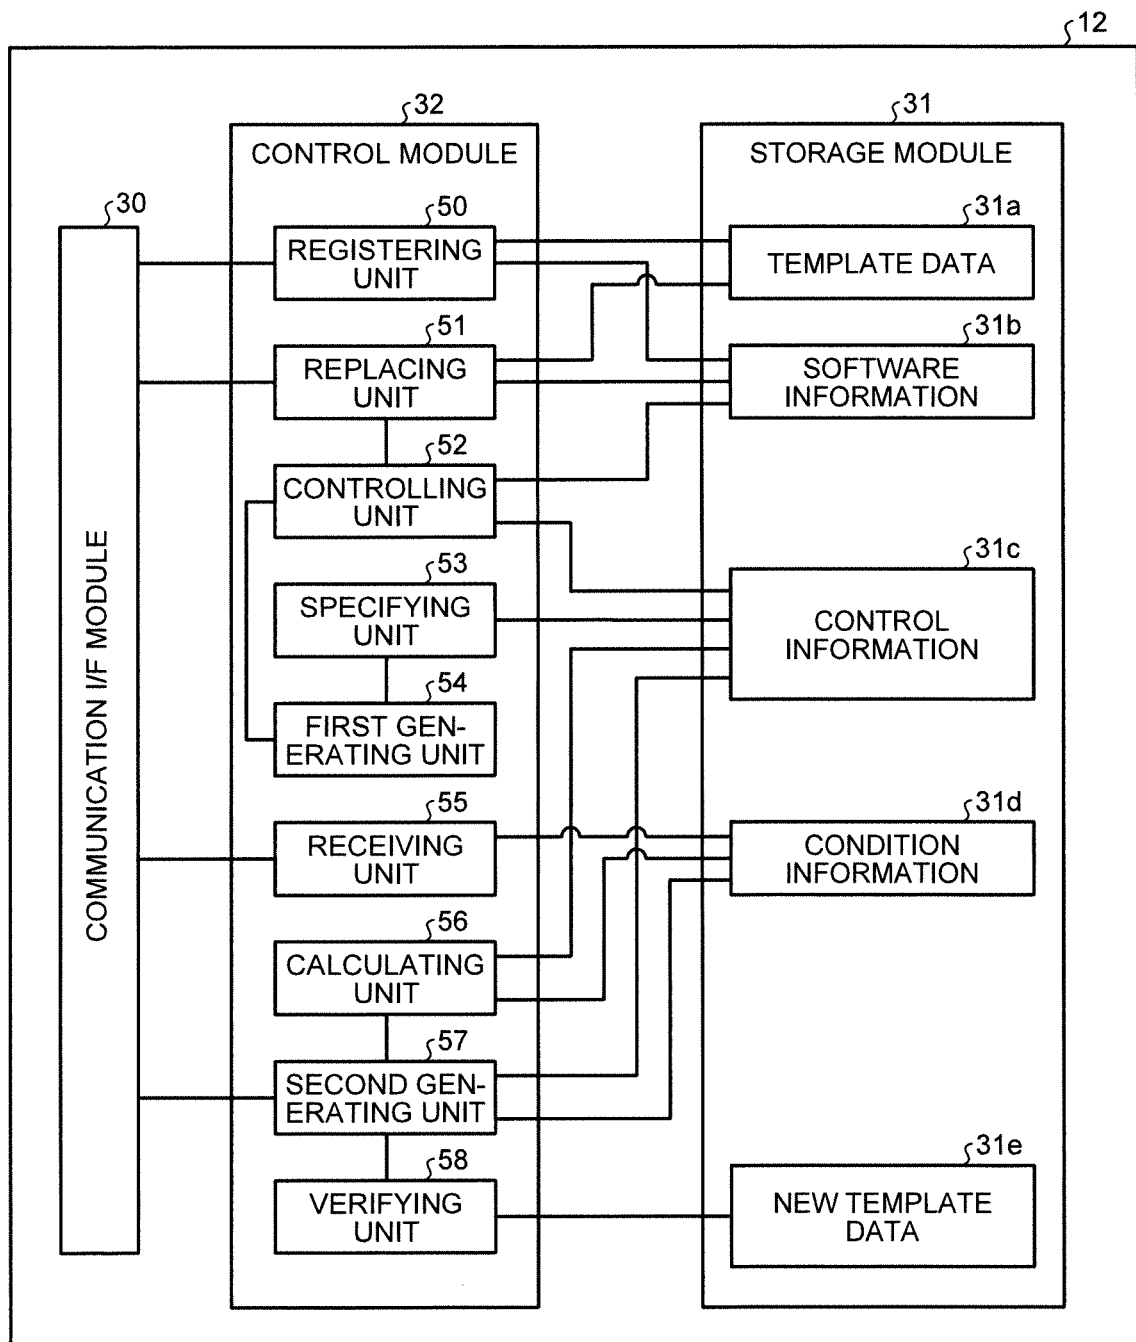 12
32
CONTROL MODULE
31
STORAGE MODULE
30
COMMUNICATION I/F MODULE
50
REGISTERING
UNIT
51
REPLACING
UNIT
52
CONTROLLING
UNIT
53
SPECIFYING
UNIT
54
FIRST GEN-
ERATING UNIT
55
RECEIVING
UNIT
56
CALCULATING
UNIT
57
SECOND GEN-
ERATING UNIT
58
VERIFYING
UNIT
31a
TEMPLATE DATA
31b
SOFTWARE
INFORMATION
31c
CONTROL
INFORMATION
31d
CONDITION
INFORMATION
31e
NEW TEMPLATE
DATA